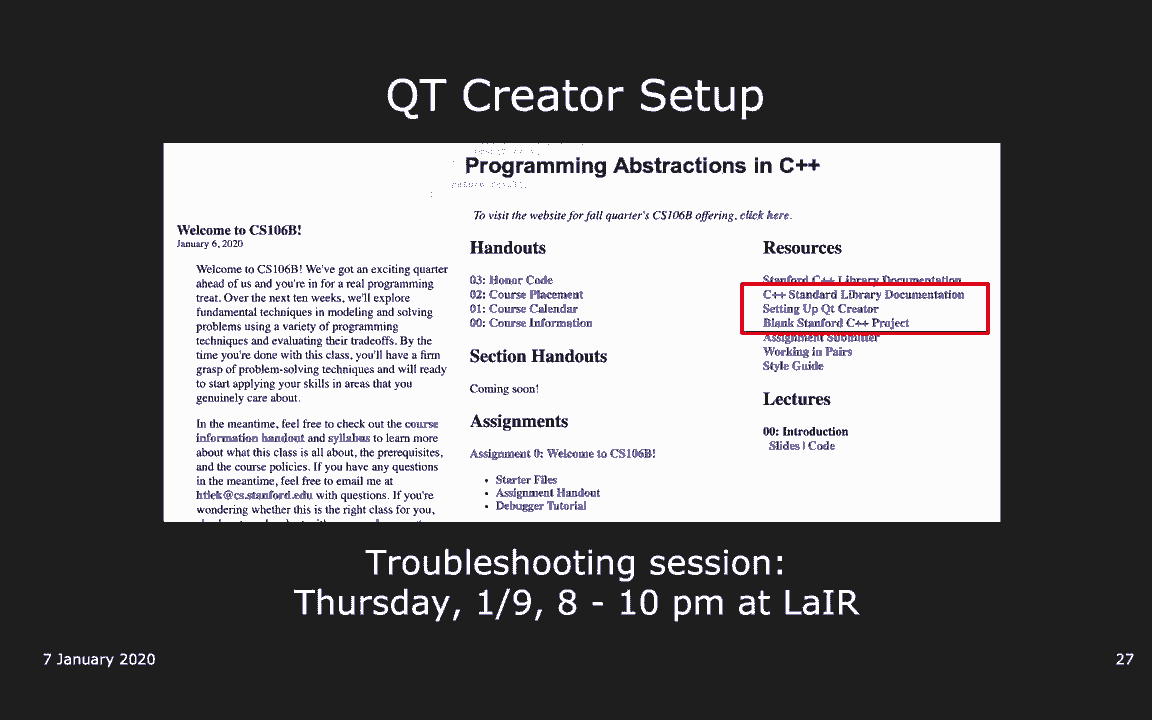 QT Creator Setup
Programming Abstractions in C++
To visit the website for fall quarter's CS106B offering, click here.
Welcome to CS106B!
January 6, 2020
Welcome to CS106B! We've got an exciting quarter
ahead of us and you're in for a real programming
treat. Over the next ten weeks, we'll explore
fundamental techniques in modeling and solving
problems using a variety of programming
techniques and evaluating their tradeoffs. By the
time you're done with this class, you'll have a firm
grasp of problem-solving techniques and will ready
to start applying your skills in areas that you
genuinely care about.
In the meantime, feel free to check out the course
information handout and syllabus to learn more
about what this class is all about, the prerequisites,
and the course policies. If you have any questions
in the meantime, feel free to email me at
htiek@cs.stanford.edu with questions. If you're
wondering whether this is the right class for you,
Handouts
03: Honor Code
02: Course Placement
01: Course Calendar
00: Course Information
Section Handouts
Coming soon!
Assignments
Assignment 0: Welcome to CS106B!
• Starter Files
• Assignment Handout
• Debugger Tutorial
Resources
Stanford C++ Library Documentation
C++ Standard Library Documentation
Setting Up Qt Creator
Blank Stanford C++ Project
Assignment Submitter
Working in Pairs
Style Guide
Lectures
00: Introduction
Slides | Code
Troubleshooting session:
Thursday, 1/9, 8 - 10 pm at LaIR
7 January 2020
27